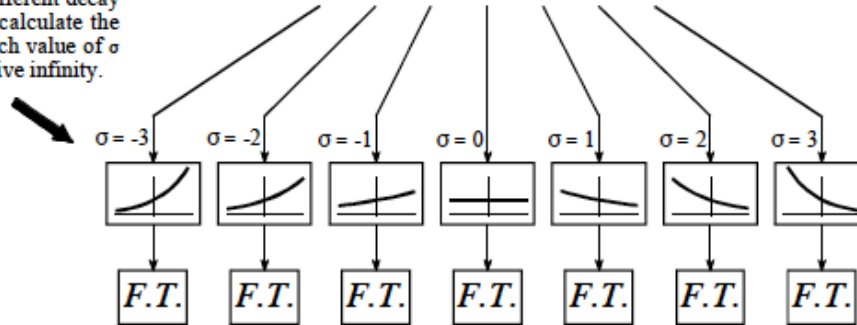 calculate the
ch value of σ
ive infinity.
σ = -3 σ = -2 σ = -1 σ = 0 σ = 1 σ = 2 σ = 3
F.T. F.T. F.T. F.T. F.T. F.T. F.T.